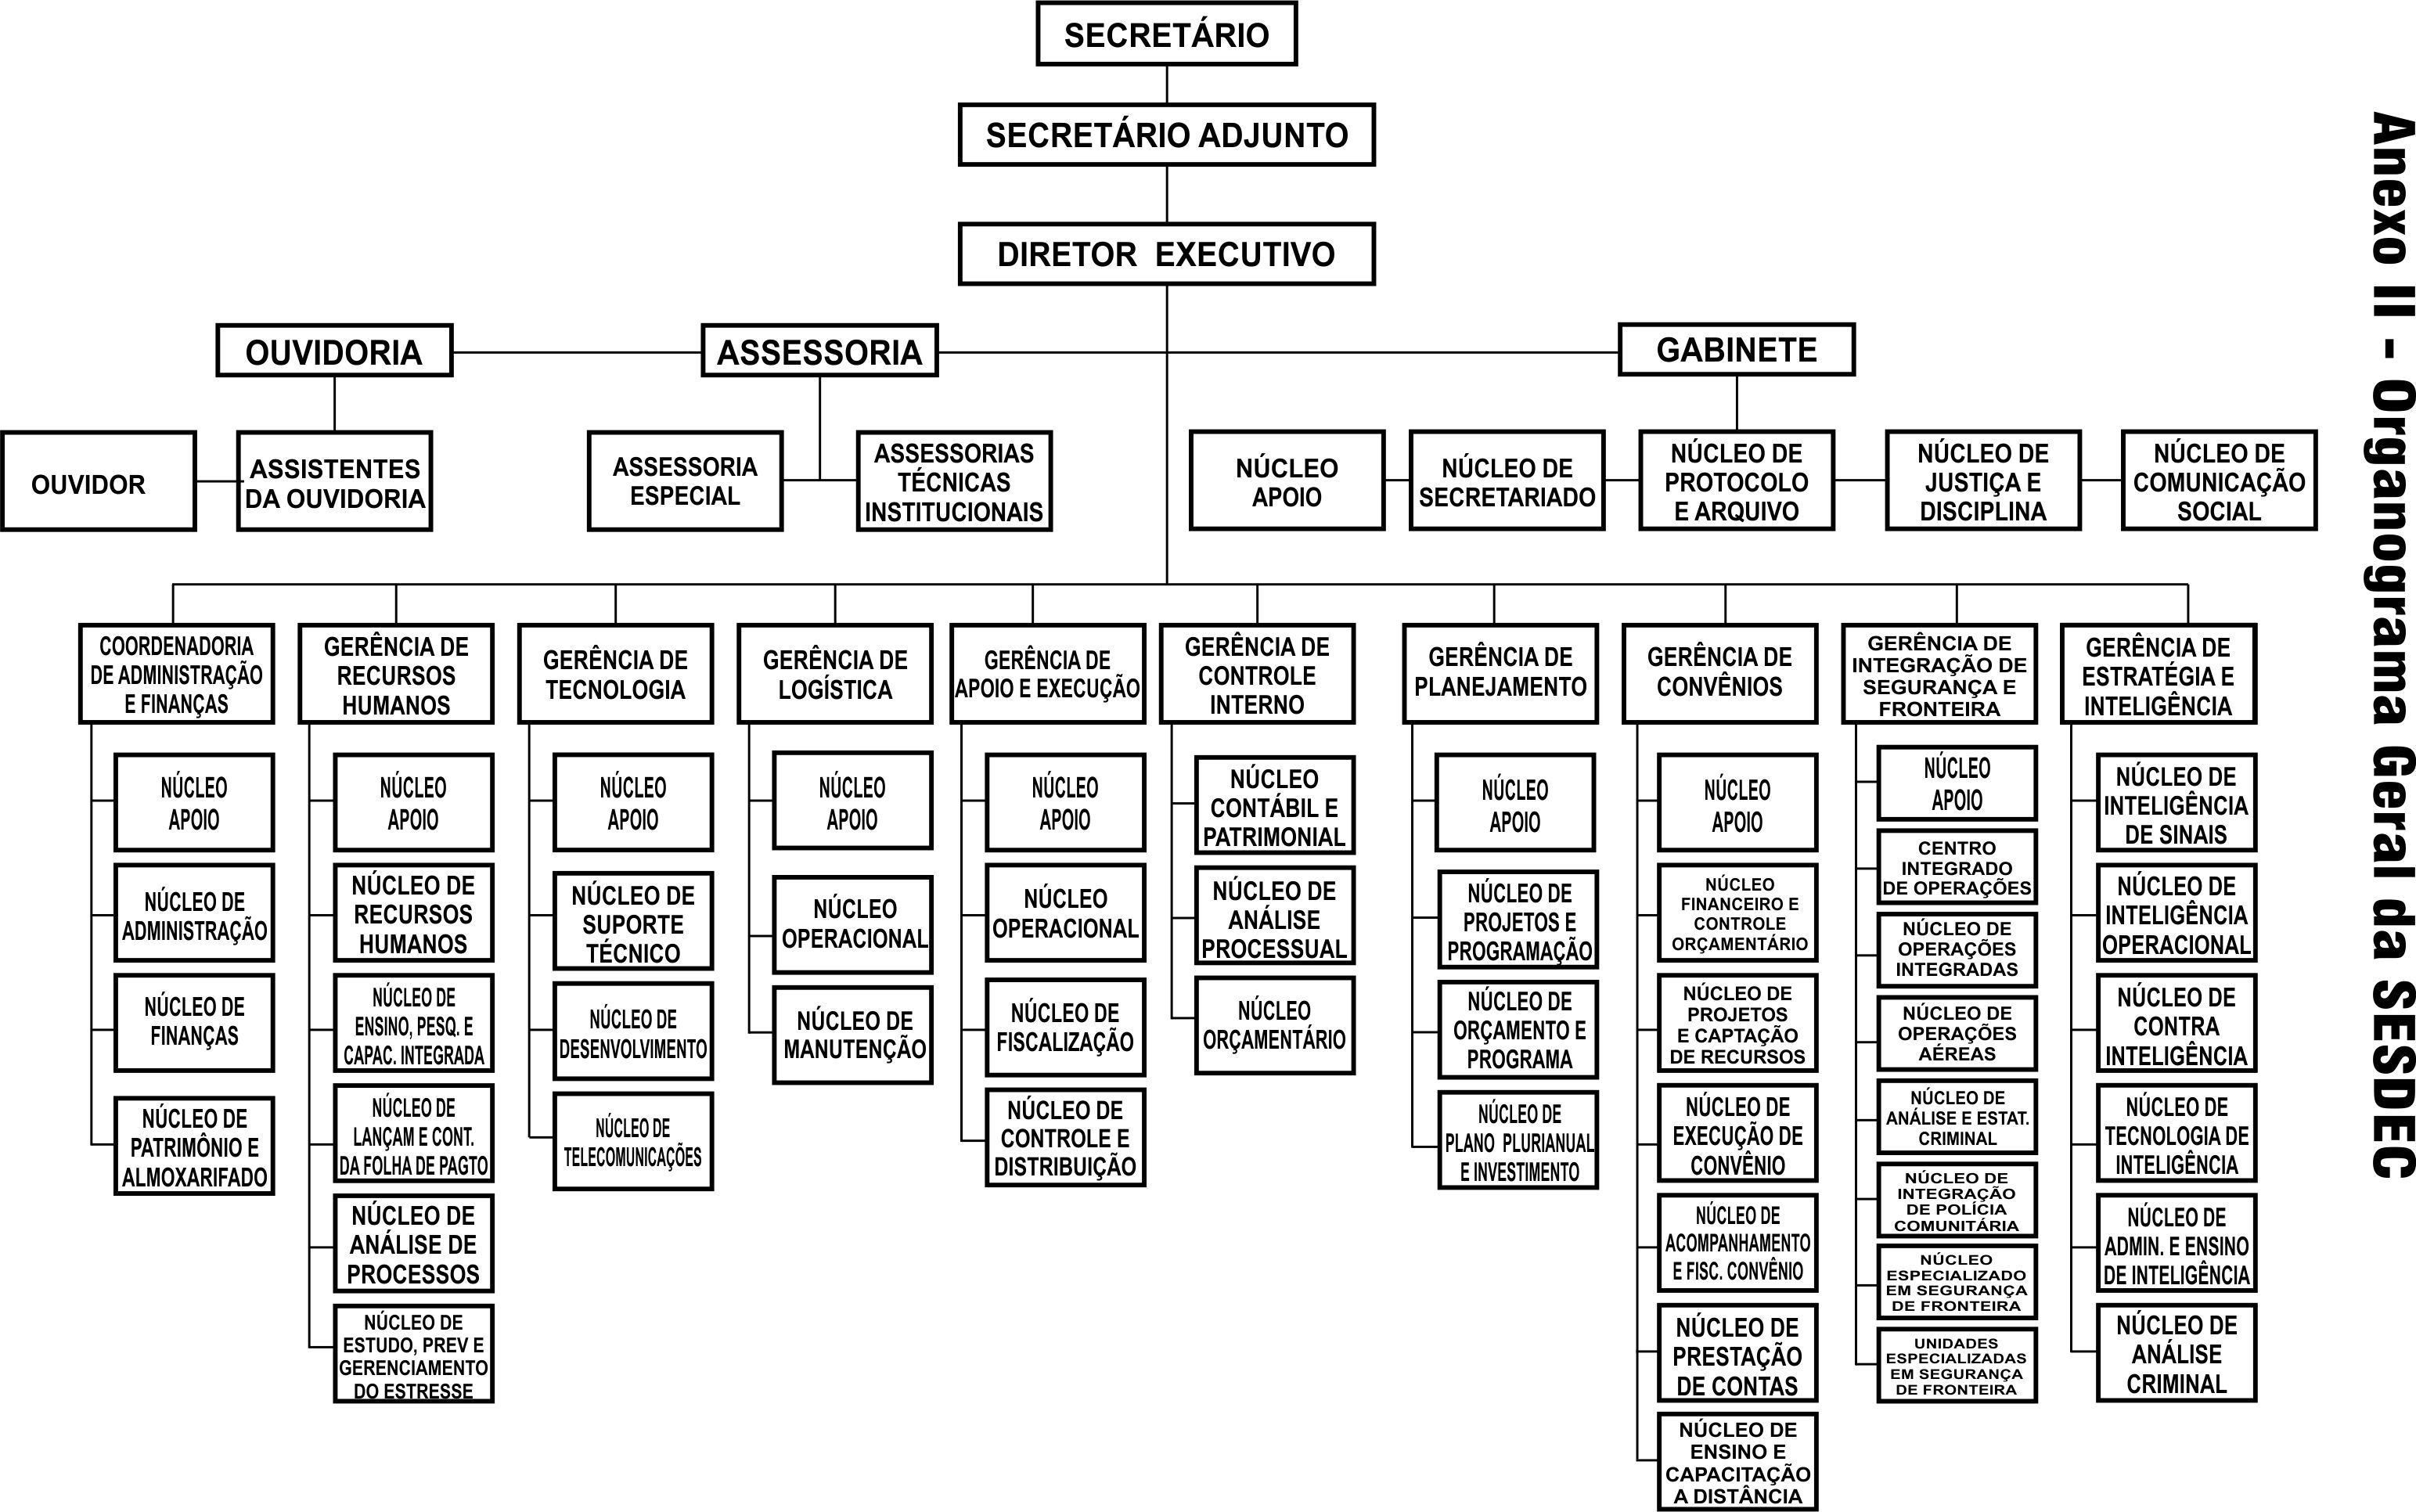 SECRETÁRIO
SECRETÁRIO ADJUNTO
DIRETOR EXECUTIVO
OUVIDORIA
ASSESSORIA
GABINETE
OUVIDOR
ASSISTENTES
DA OUVIDORIA
ASSESSORIA
ESPECIAL
ASSESSORIAS
TÉCNICAS
INSTITUCIONAIS
NÚCLEO
APOIO
NÚCLEO DE
SECRETARIADO
NÚCLEO DE
PROTOCOLO
E ARQUIVO
NÚCLEO DE
JUSTIÇA E
DISCIPLINA
NÚCLEO DE
COMUNICAÇÃO
SOCIAL
COORDENADORIA
DE ADMINISTRAÇÃO
E FINANÇAS
NÚCLEO
APOIO
NÚCLEO DE
ADMINISTRAÇÃO
NÚCLEO DE
FINANÇAS
NÚCLEO DE
PATRIMÔNIO E
ALMOXARIFADO
GERÊNCIA DE
RECURSOS
HUMANOS
NÚCLEO
APOIO
NÚCLEO DE
RECURSOS
HUMANOS
NÚCLEO DE
ENSINO, PESQ. E
CAPAC. INTEGRADA
NÚCLEO DE
LANÇAM E CONT.
DA FOLHA DE PAGTO
NÚCLEO DE
ANÁLISE DE
PROCESSOS
NÚCLEO DE
ESTUDO, PREV E
GERENCIAMENTO
DO ESTRESSE
GERÊNCIA DE
TECNOLOGIA
NÚCLEO
APOIO
NÚCLEO DE
SUPORTE
TÉCNICO
NÚCLEO DE
DESENVOLVIMENTO
NÚCLEO DE
TELECOMUNICAÇÕES
GERÊNCIA DE
LOGÍSTICA
NÚCLEO
APOIO
NÚCLEO
OPERACIONAL
NÚCLEO DE
MANUTENÇÃO
GERÊNCIA DE
APOIO E EXECUÇÃO
NÚCLEO
APOIO
NÚCLEO
OPERACIONAL
NÚCLEO DE
FISCALIZAÇÃO
NÚCLEO DE
CONTROLE E
DISTRIBUIÇÃO
GERÊNCIA DE
CONTROLE
INTERNO
NÚCLEO
CONTÁBIL E
PATRIMONIAL
NÚCLEO DE
ANÁLISE
PROCESSUAL
NÚCLEO
ORÇAMENTÁRIO
GERÊNCIA DE
PLANEJAMENTO
NÚCLEO
APOIO
NÚCLEO DE
PROJETOS E
PROGRAMAÇÃO
NÚCLEO DE
ORÇAMENTO E
PROGRAMA
NÚCLEO DE
PLANO PLURIANUAL
E INVESTIMENTO
GERÊNCIA DE
CONVÊNIOS
NÚCLEO
APOIO
NÚCLEO
FINANCEIRO E
CONTROLE
ORÇAMENTÁRIO
NÚCLEO DE
PROJETOS
E CAPTAÇÃO
DE RECURSOS
NÚCLEO DE
EXECUÇÃO DE
CONVÊNIO
NÚCLEO DE
ACOMPANHAMENTO
E FISC. CONVÊNIO
NÚCLEO DE
PRESTAÇÃO
DE CONTAS
NÚCLEO DE
ENSINO E
CAPACITAÇÃO
A DISTÂNCIA
GERÊNCIA DE
INTEGRAÇÃO DE
SEGURANÇA E
FRONTEIRA
NÚCLEO
APOIO
CENTRO
INTEGRADO
DE OPERAÇÕES
NÚCLEO DE
OPERAÇÕES
INTEGRADAS
NÚCLEO DE
OPERAÇÕES
AÉREAS
NÚCLEO DE
ANÁLISE E ESTAT.
CRIMINAL
NÚCLEO DE
INTEGRAÇÃO
DE POLÍCIA
COMUNITÁRIA
NÚCLEO
ESPECIALIZADO
EM SEGURANÇA
DE FRONTEIRA
UNIDADES
ESPECIALIZADAS
EM SEGURANÇA
DE FRONTEIRA
GERÊNCIA DE
ESTRATÉGIA E
INTELIGÊNCIA
NÚCLEO DE
INTELIGÊNCIA
DE SINAIS
NÚCLEO DE
INTELIGÊNCIA
OPERACIONAL
NÚCLEO DE
CONTRA
INTELIGÊNCIA
NÚCLEO DE
TECNOLOGIA DE
INTELIGÊNCIA
NÚCLEO DE
ADMIN. E ENSINO
DE INTELIGÊNCIA
NÚCLEO DE
ANÁLISE
CRIMINAL
Anexo II - Organograma Geral da SESDEC